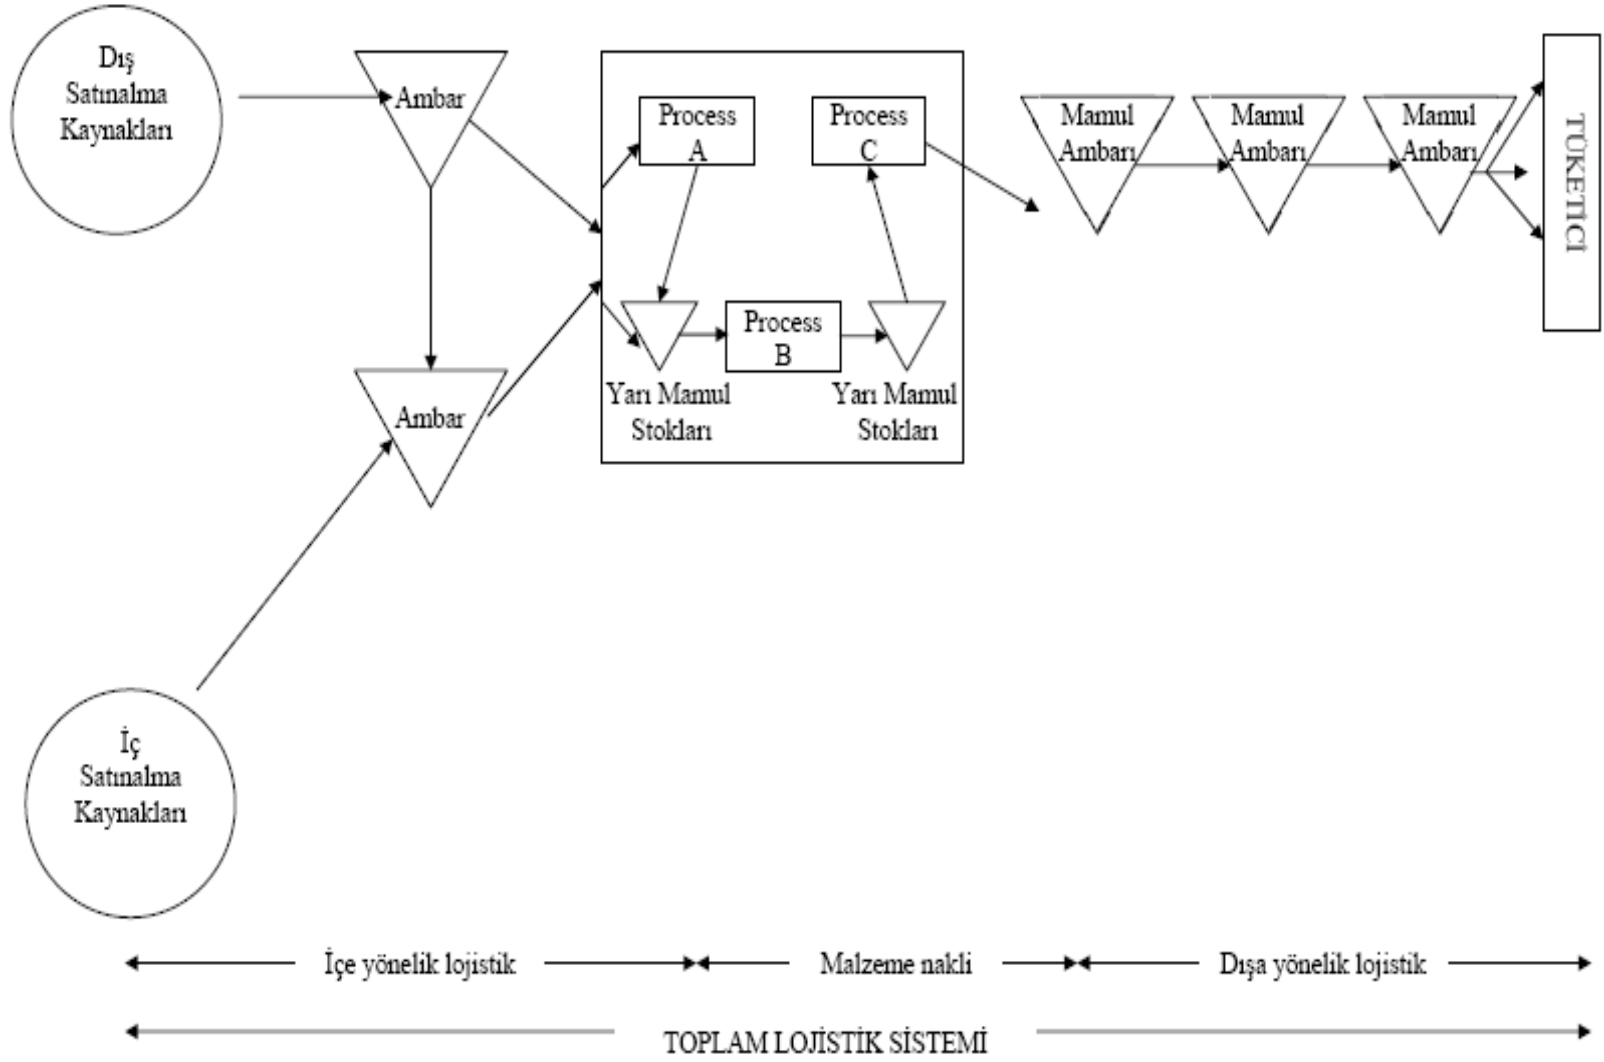 Dış
Satınalma
Kaynakları
Ambar
Ambar
İç
Satınalma
Kaynakları
Process
A
Process
C
Process
B
Yarı Mamul
Stokları
Yarı Mamul
Stokları
Mamul
Ambarı
Mamul
Ambarı
Mamul
Ambarı
TÜKETİCİ
İçe yönelik lojistik
Malzeme nakli
Dışa yönelik lojistik
TOPLAM LOJİSTİK SİSTEMİ